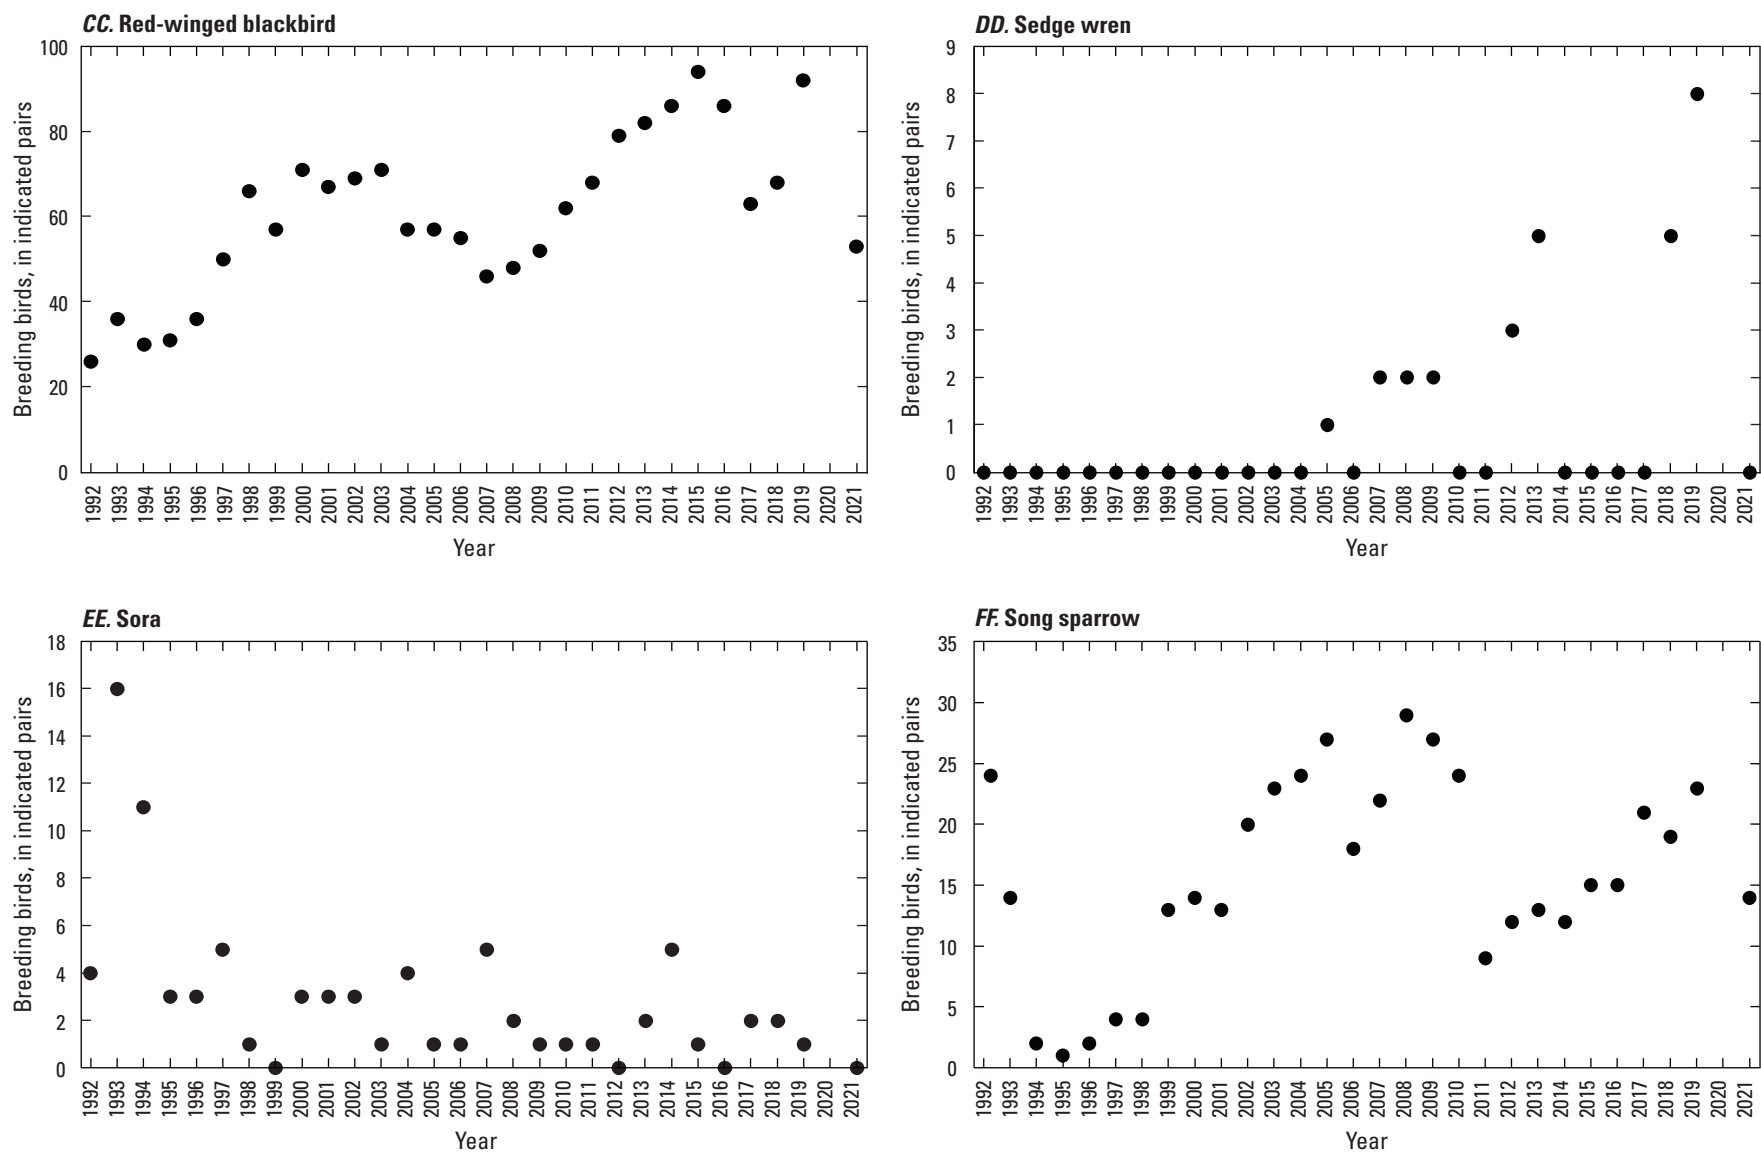 CC. Red-winged blackbird
100
80
60
40
20
0
Breeding birds, in indicated pairs
1992 1993 1994 1995 1996 1997 1998 1999 2000 2001 2002 2003 2004 2005 2006 2007 2008 2009 2010 2011 2012 2013 2014 2015 2016 2017 2018 2019 2020 2021
Year
DD. Sedge wren
9
8
7
6
5
4
3
2
1
0
Breeding birds, in indicated pairs
1992 1993 1994 1995 1996 1997 1998 1999 2000 2001 2002 2003 2004 2005 2006 2007 2008 2009 2010 2011 2012 2013 2014 2015 2016 2017 2018 2019 2020 2021
Year
EE. Sora
18
16
14
12
10
8
6
4
2
0
Breeding birds, in indicated pairs
1992 1993 1994 1995 1996 1997 1998 1999 2000 2001 2002 2003 2004 2005 2006 2007 2008 2009 2010 2011 2012 2013 2014 2015 2016 2017 2018 2019 2020 2021
Year
FF. Song sparrow
35
30
25
20
15
10
5
0
Breeding birds, in indicated pairs
1992 1993 1994 1995 1996 1997 1998 1999 2000 2001 2002 2003 2004 2005 2006 2007 2008 2009 2010 2011 2012 2013 2014 2015 2016 2017 2018 2019 2020 2021
Year